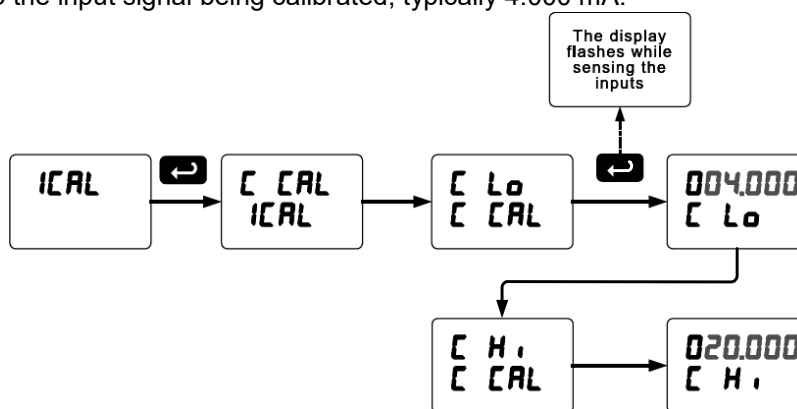 the input signal being calibrated, typically 4.000 mA.
The display
flashes while
sensing the
inputs
ICAL
C CAL
ICAL
C Lo
C CAL
004.000
C Lo
C Hi
C CAL
020.000
C Hi